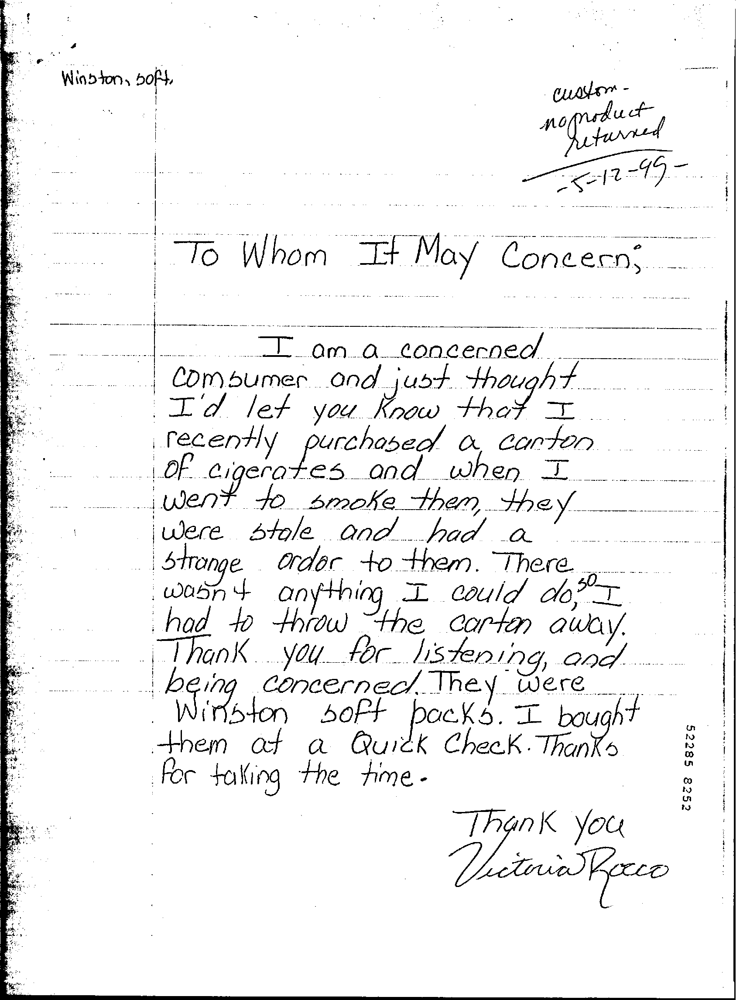 Winston, soft,
custom -
no product
returned
-5-12-99-
To Whom It May Concern;
I am a concerned
comsumer and just thought
I'd let you know that I
recently purchased a carton
of cigerates and when I
went to smoke them, they
were stale and had a
strange ordor to them. There
wasn't anything I could do, so I
had to throw the carton away.
Thank you for listening, and
being concerned. They were
Winston soft packs. I bought
them at a Quick Check. Thanks
for taking the time.
52285 8252
Thank you
Victoria Rocco